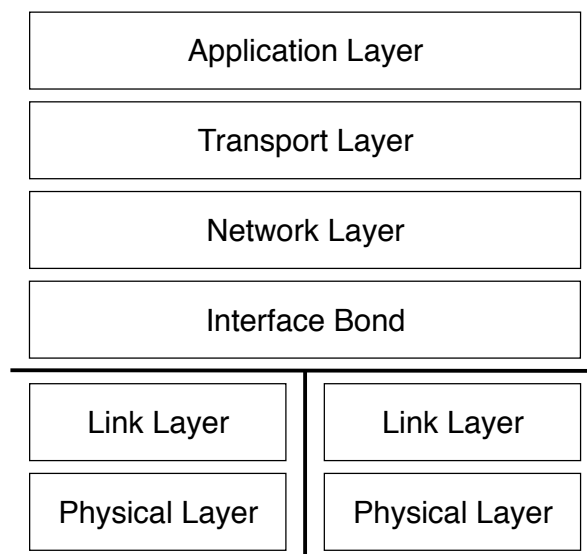 Application Layer
Transport Layer
Network Layer
Interface Bond
Link Layer
Link Layer
Physical Layer
Physical Layer